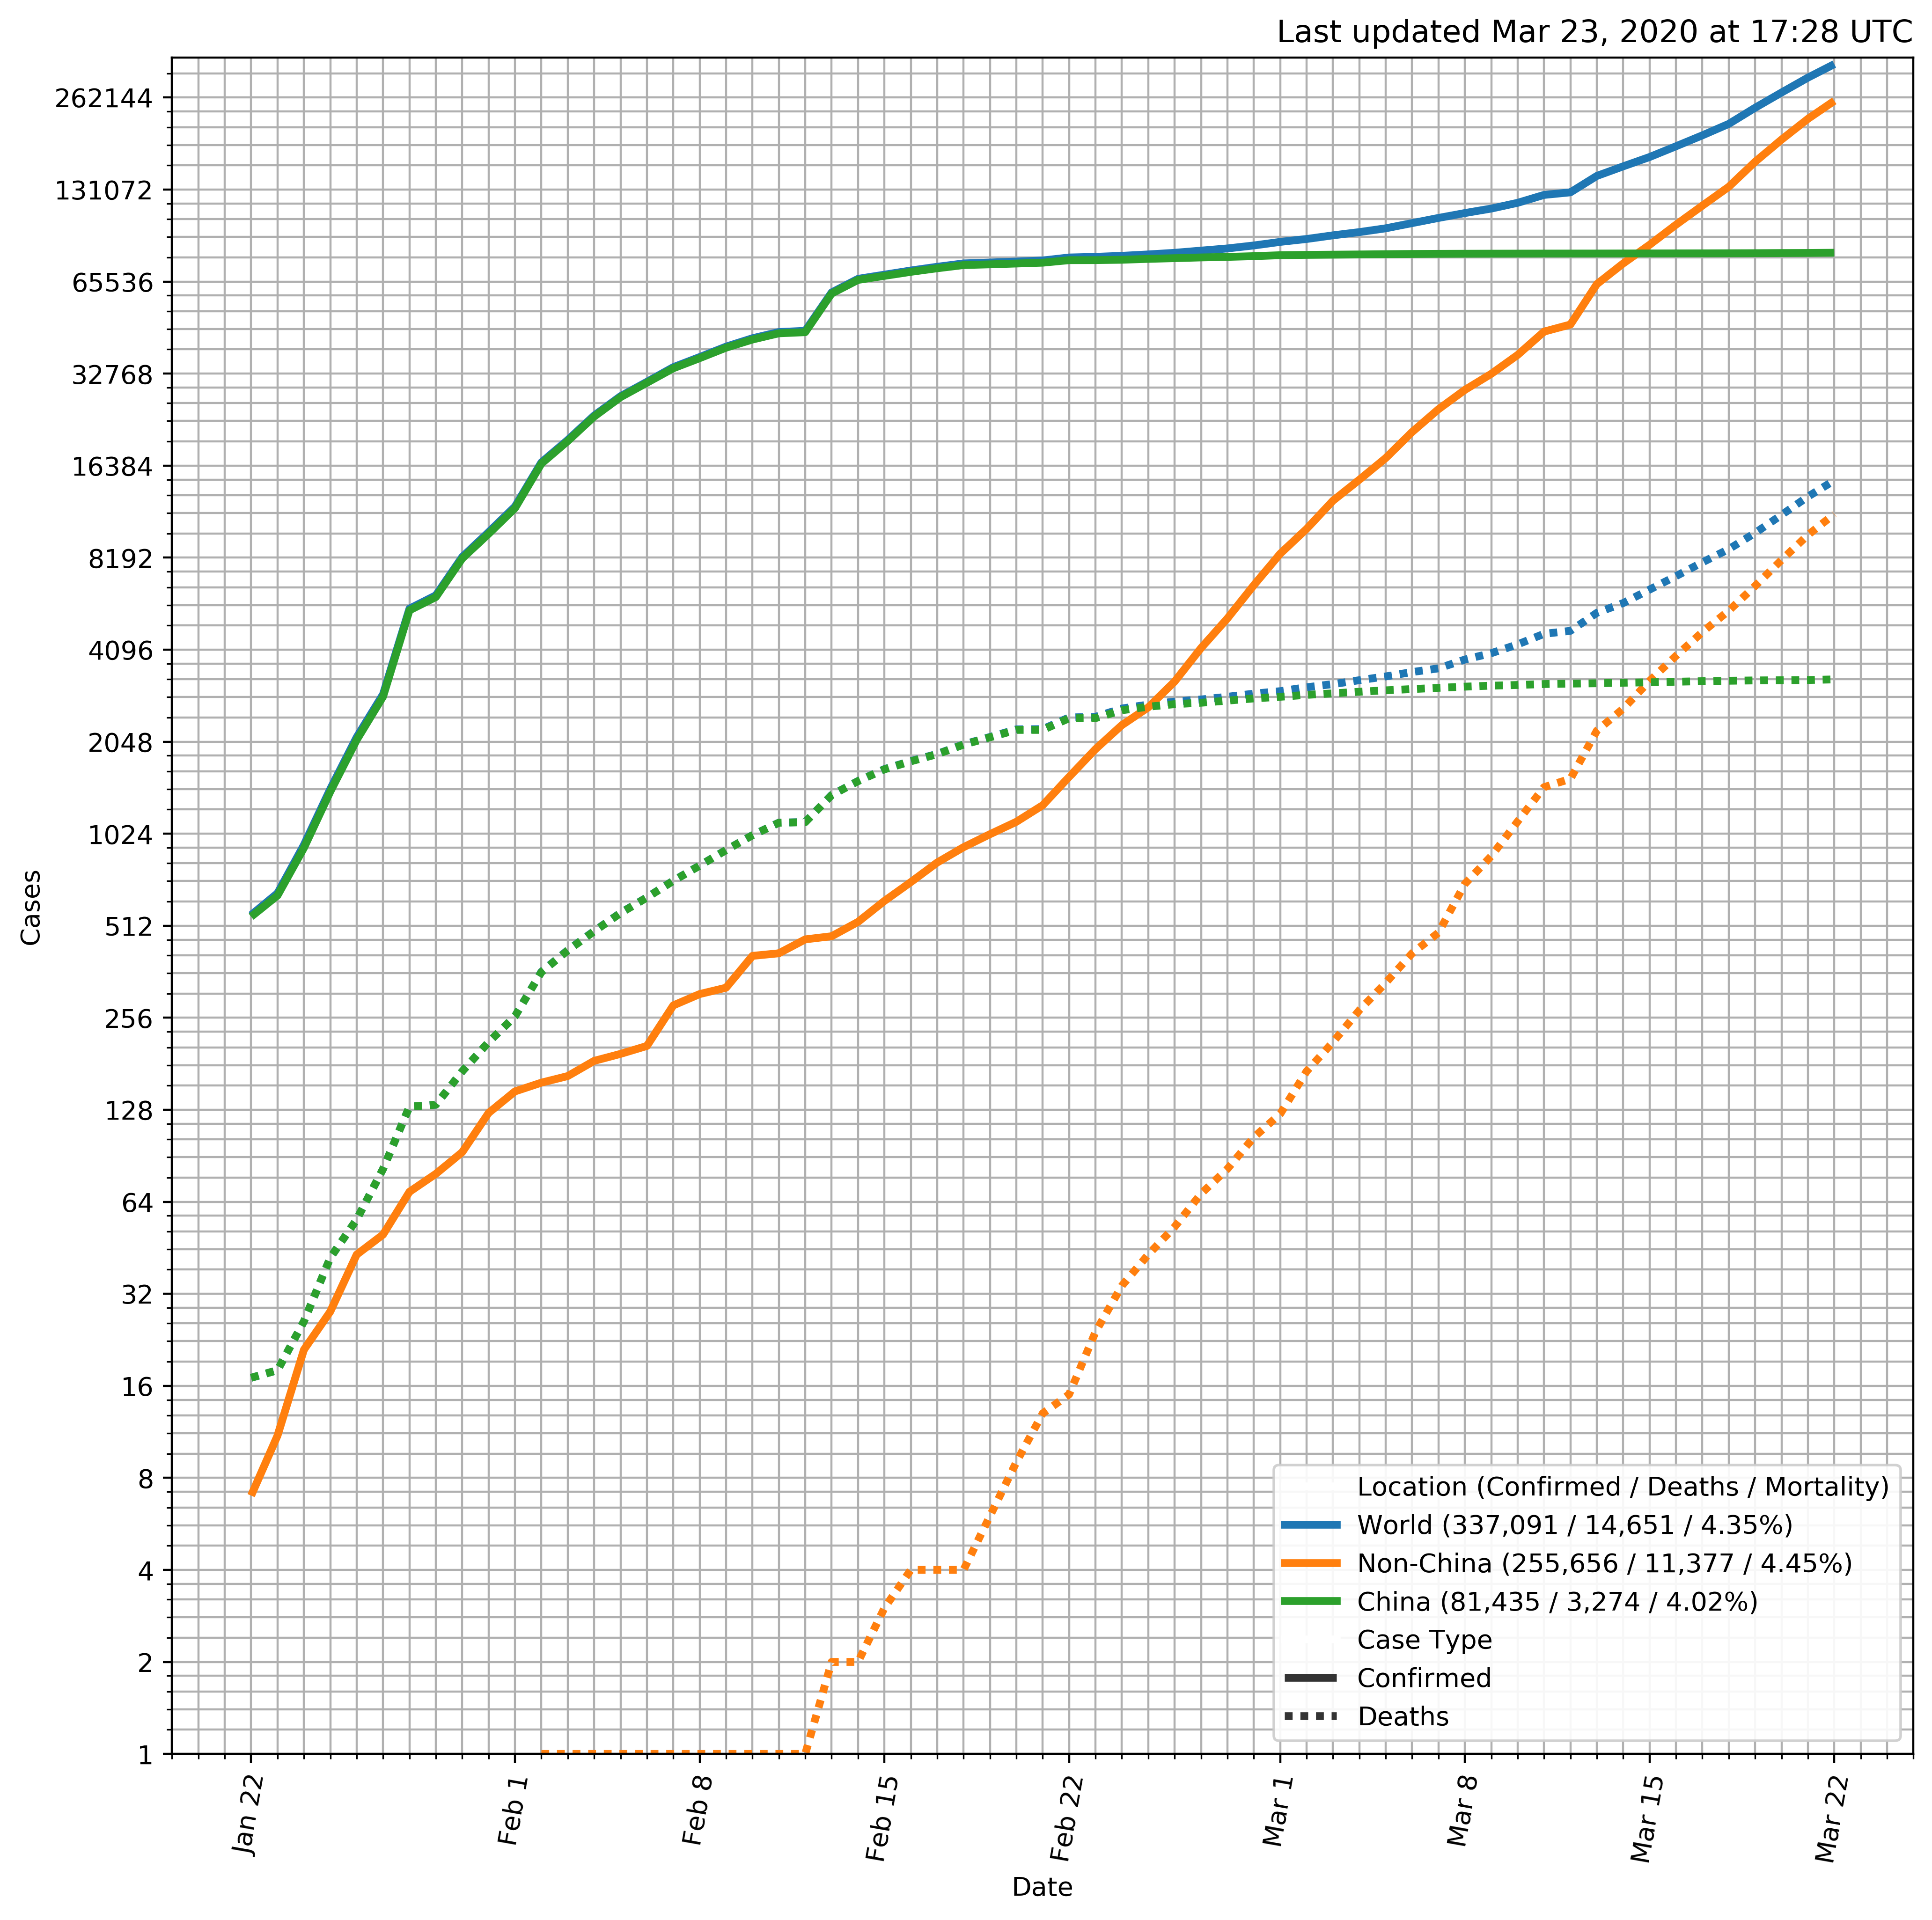 Last updated Mar 23, 2020 at 17:28 UTC
262144
131072
65536
32768
16384
8192
4096
2048
1024
512
256
128
64
32
16
8
4
2
1
Cases
Location (Confirmed / Deaths / Mortality)
World (337,091 / 14,651 / 4.35%)
Non-China (255,656 / 11,377 / 4.45%)
China (81,435 / 3,274 / 4.02%)
Case Type
Confirmed
Deaths
Jan 22
Feb 1
Feb 8
Feb 15
Feb 22
Mar 1
Mar 8
Mar 15
Mar 22
Date